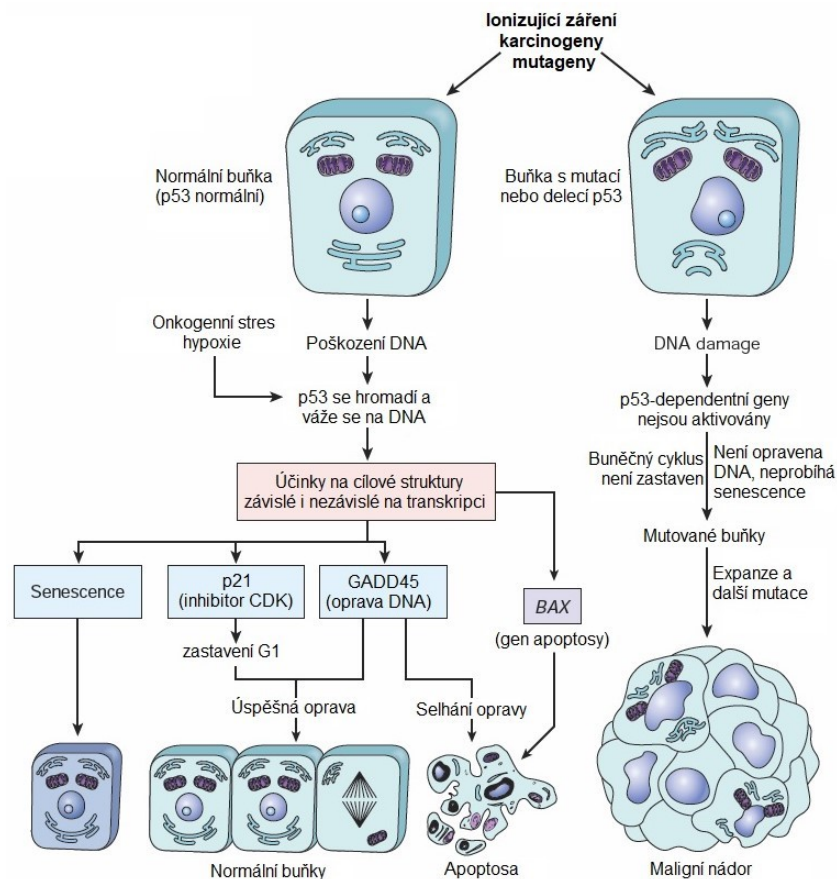 Ionizující záření
karcinogeny
mutageny
Normální buňka
(p53 normální)
Buňka s mutací
nebo delecí p53
Onkogenní stres
hypoxie
Poškození DNA
DNA damage
p53 se hromadí a
váže se na DNA
p53-dependentní geny
nejsou aktivovány
Účinky na cílové struktury
závislé i nezávislé na transkripci
Buněčný cyklus
není zastaven
Není opravena
DNA, neprobíhá
senescence
Mutované buňky
Senescence
p21
(inhibitor CDK)
GADD45
(oprava DNA)
BAX
(gen apoptosy)
Expanze a
další mutace
zastavení G1
Úspěšná oprava
Selhání opravy
Normální buňky
Apoptosa
Maligní nádor